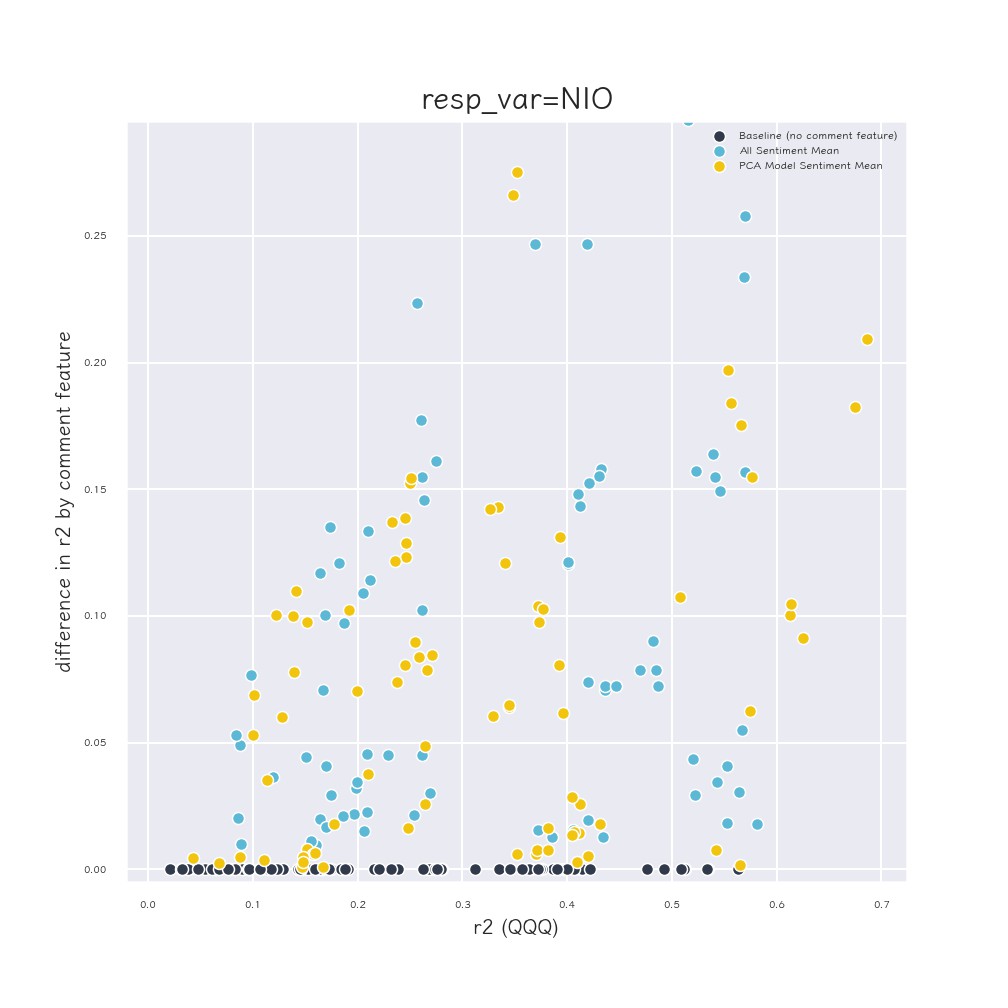 resp_var=NIO
Baseline (no comment feature)
All Sentiment Mean
PCA Model Sentiment Mean
difference in r2 by comment feature
0.25
0.20
0.15
0.10
0.05
0.00
0.0 0.1 0.2 0.3 0.4 0.5 0.6 0.7
r2 (QQQ)